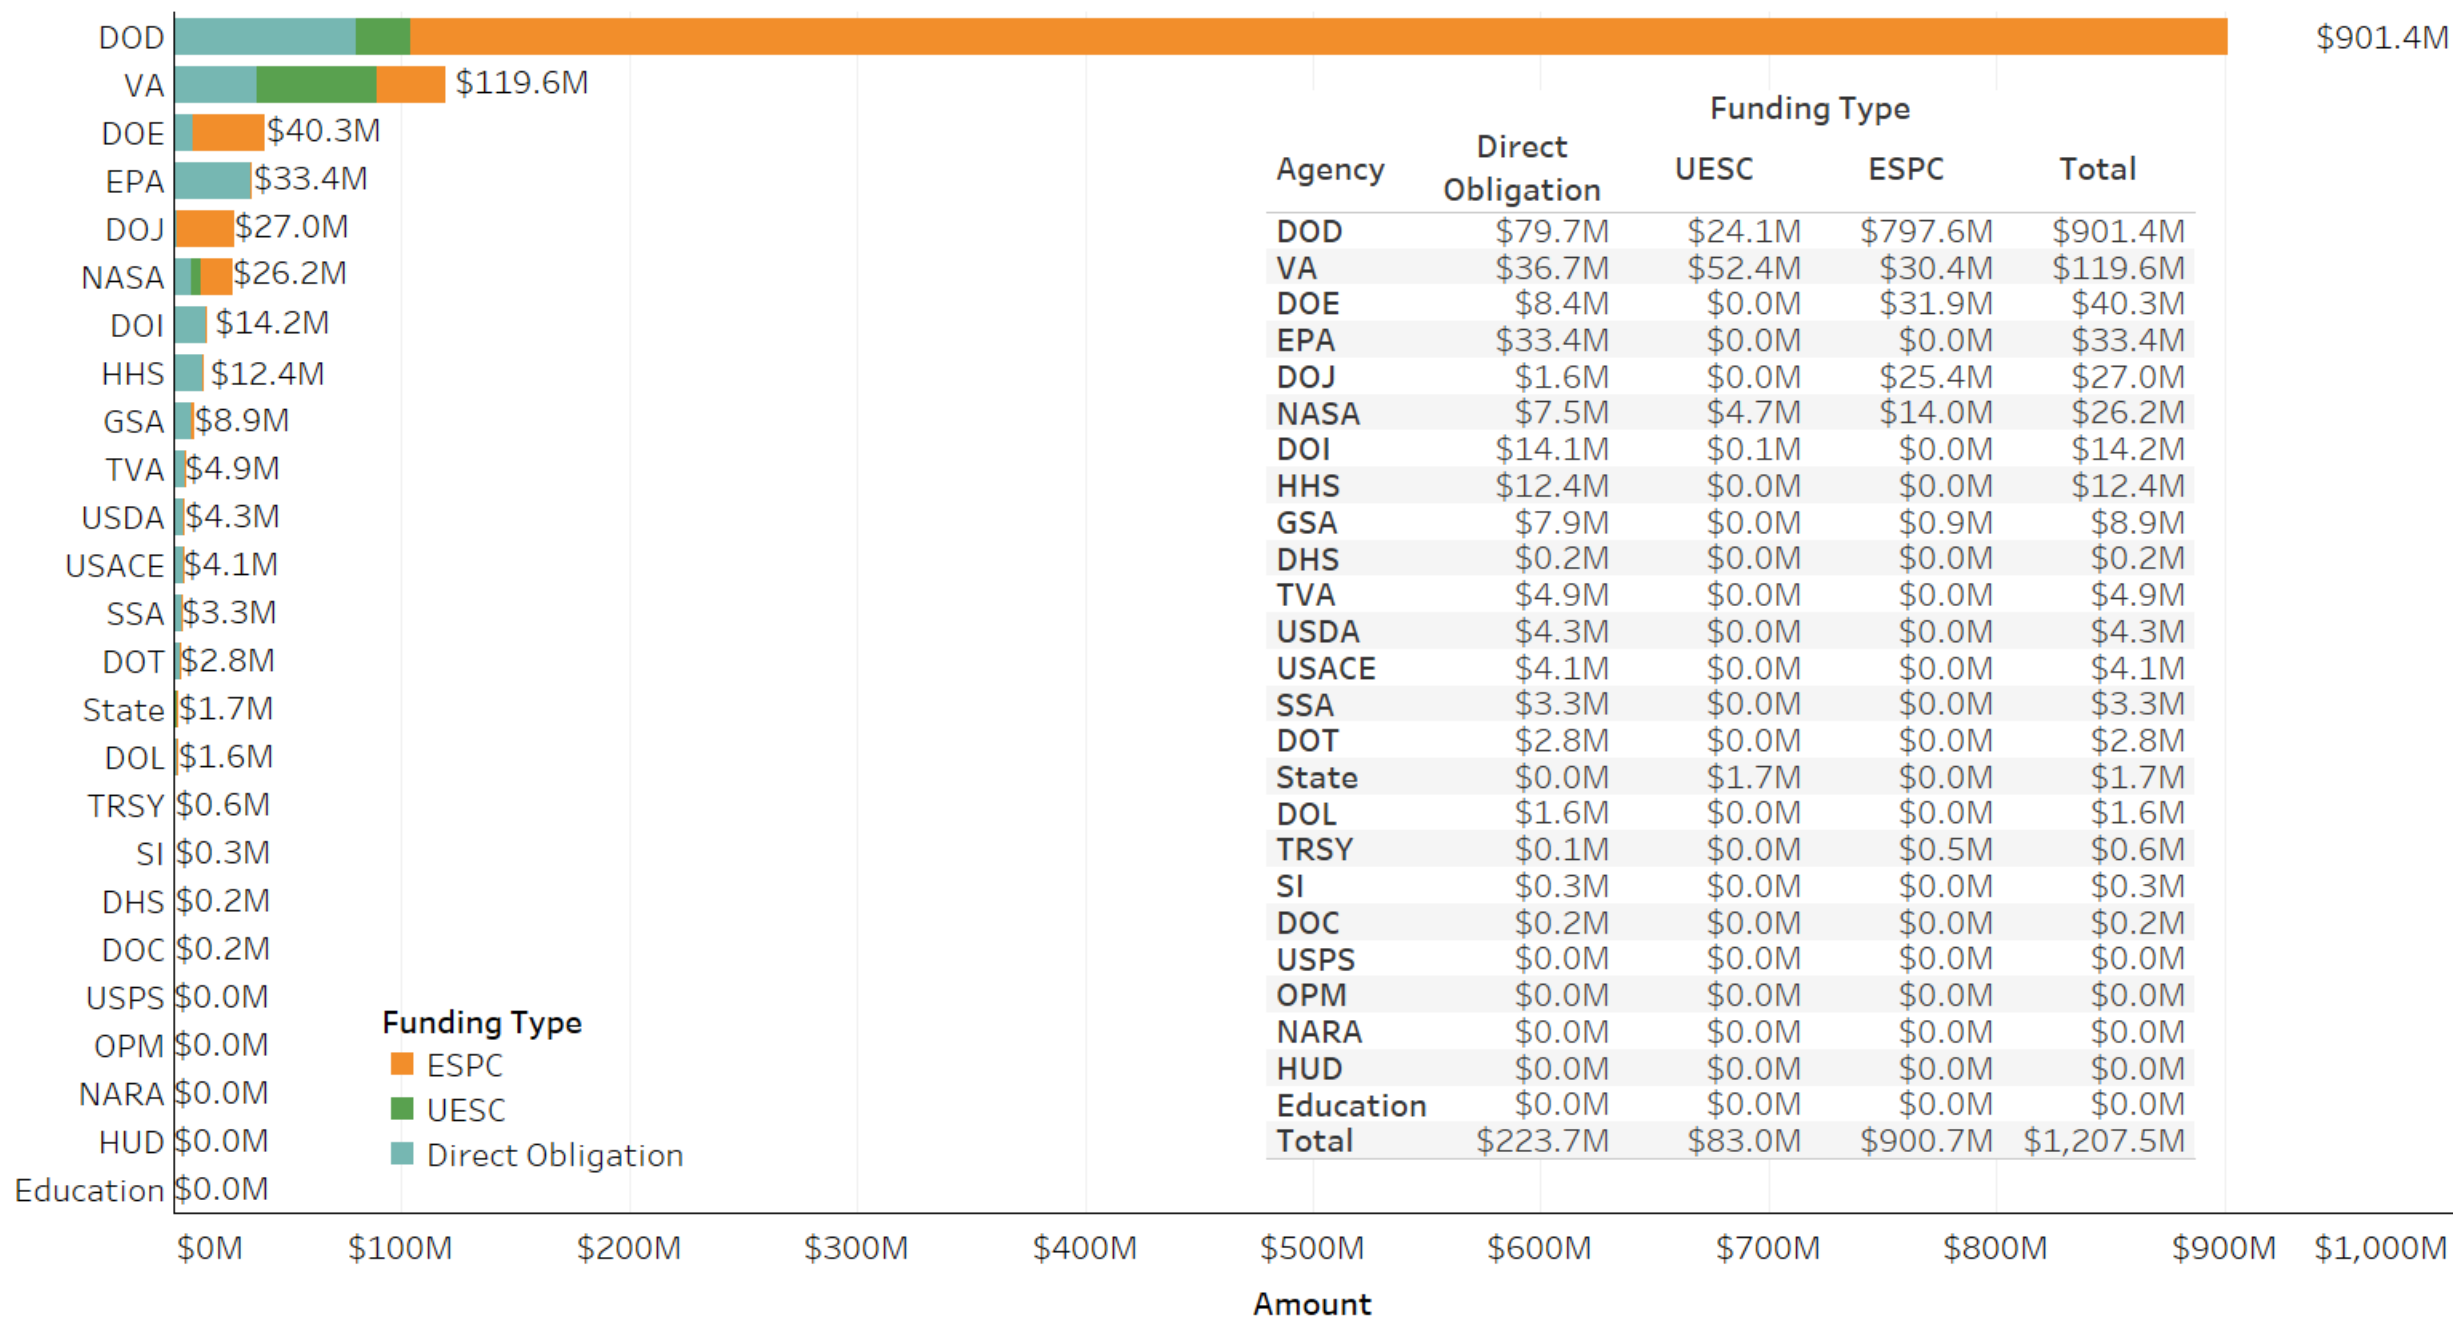 DOD $901.4M
VA $119.6M
DOE $40.3M
EPA $33.4M
DOJ $27.0M
NASA $26.2M
DOI $14.2M
HHS $12.4M
GSA $8.9M
TVA $4.9M
USDA $4.3M
USACE $4.1M
SSA $3.3M
DOT $2.8M
State $1.7M
DOL $1.6M
TRSY $0.6M
SI $0.3M
DHS $0.2M
DOC $0.2M
USPS $0.0M
OPM $0.0M
NARA $0.0M
HUD $0.0M
Education $0.0M
$0M $100M $200M $300M $400M $500M $600M $700M $800M $900M $1,000M
Amount
Funding Type
ESPC
UESC
Direct Obligation
Funding Type
Agency Direct Obligation UESC ESPC Total
DOD $79.7M $24.1M $797.6M $901.4M
VA $36.7M $52.4M $30.4M $119.6M
DOE $8.4M $0.0M $31.9M $40.3M
EPA $33.4M $0.0M $0.0M $33.4M
DOJ $1.6M $0.0M $25.4M $27.0M
NASA $7.5M $4.7M $14.0M $26.2M
DOI $14.1M $0.1M $0.0M $14.2M
HHS $12.4M $0.0M $0.0M $12.4M
GSA $7.9M $0.0M $0.9M $8.9M
DHS $0.2M $0.0M $0.0M $0.2M
TVA $4.9M $0.0M $0.0M $4.9M
USDA $4.3M $0.0M $0.0M $4.3M
USACE $4.1M $0.0M $0.0M $4.1M
SSA $3.3M $0.0M $0.0M $3.3M
DOT $2.8M $0.0M $0.0M $2.8M
State $0.0M $1.7M $0.0M $1.7M
DOL $1.6M $0.0M $0.0M $1.6M
TRSY $0.1M $0.0M $0.5M $0.6M
SI $0.3M $0.0M $0.0M $0.3M
DOC $0.2M $0.0M $0.0M $0.2M
USPS $0.0M $0.0M $0.0M $0.0M
OPM $0.0M $0.0M $0.0M $0.0M
NARA $0.0M $0.0M $0.0M $0.0M
HUD $0.0M $0.0M $0.0M $0.0M
Education $0.0M $0.0M $0.0M $0.0M
Total $223.7M $83.0M $900.7M $1,207.5M